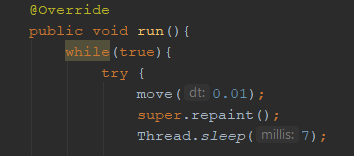 @Override
public void run(){
while(true){
try {
move( dt: 0.01);
super.repaint();
Thread.sleep( millis: 7);